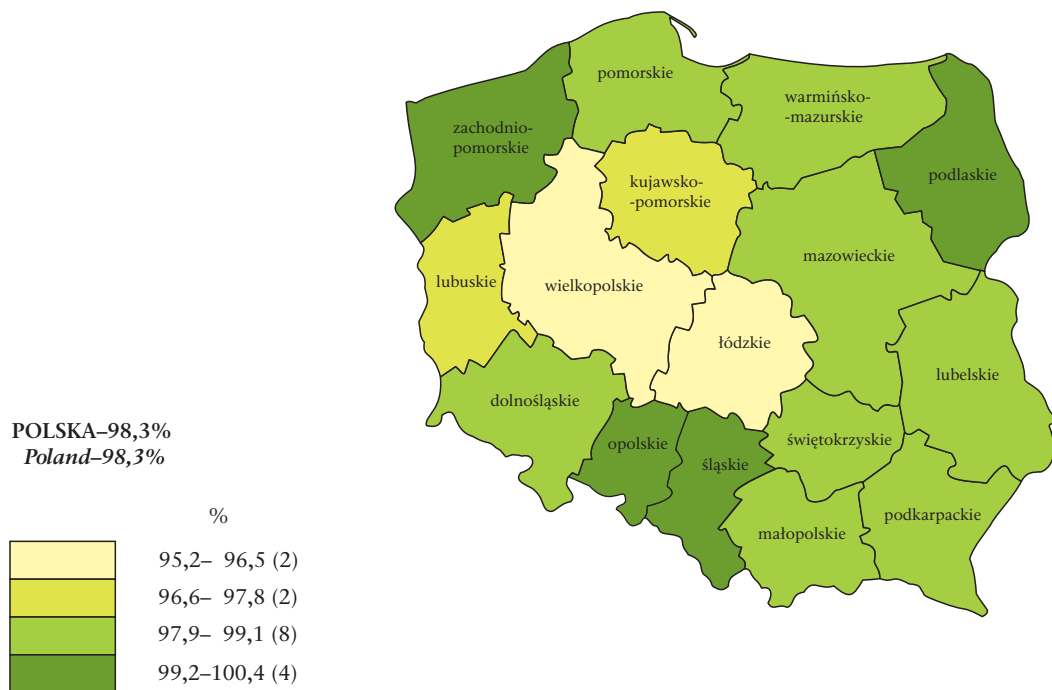 pomorskie
warmińsko-
-mazurskie
zachodnio-
pomorskie
podlaskie
kujawsko-
-pomorskie
mazowieckie
lubuskie
wielkopolskie
łódzkie
lubelskie
dolnośląskie
POLSKA–98,3%
Poland–98,3%
opolskie
śląskie
świętokrzyskie
podkarpackie
małopolskie
%
95,2– 96,5 (2)
96,6– 97,8 (2)
97,9– 99,1 (8)
99,2–100,4 (4)